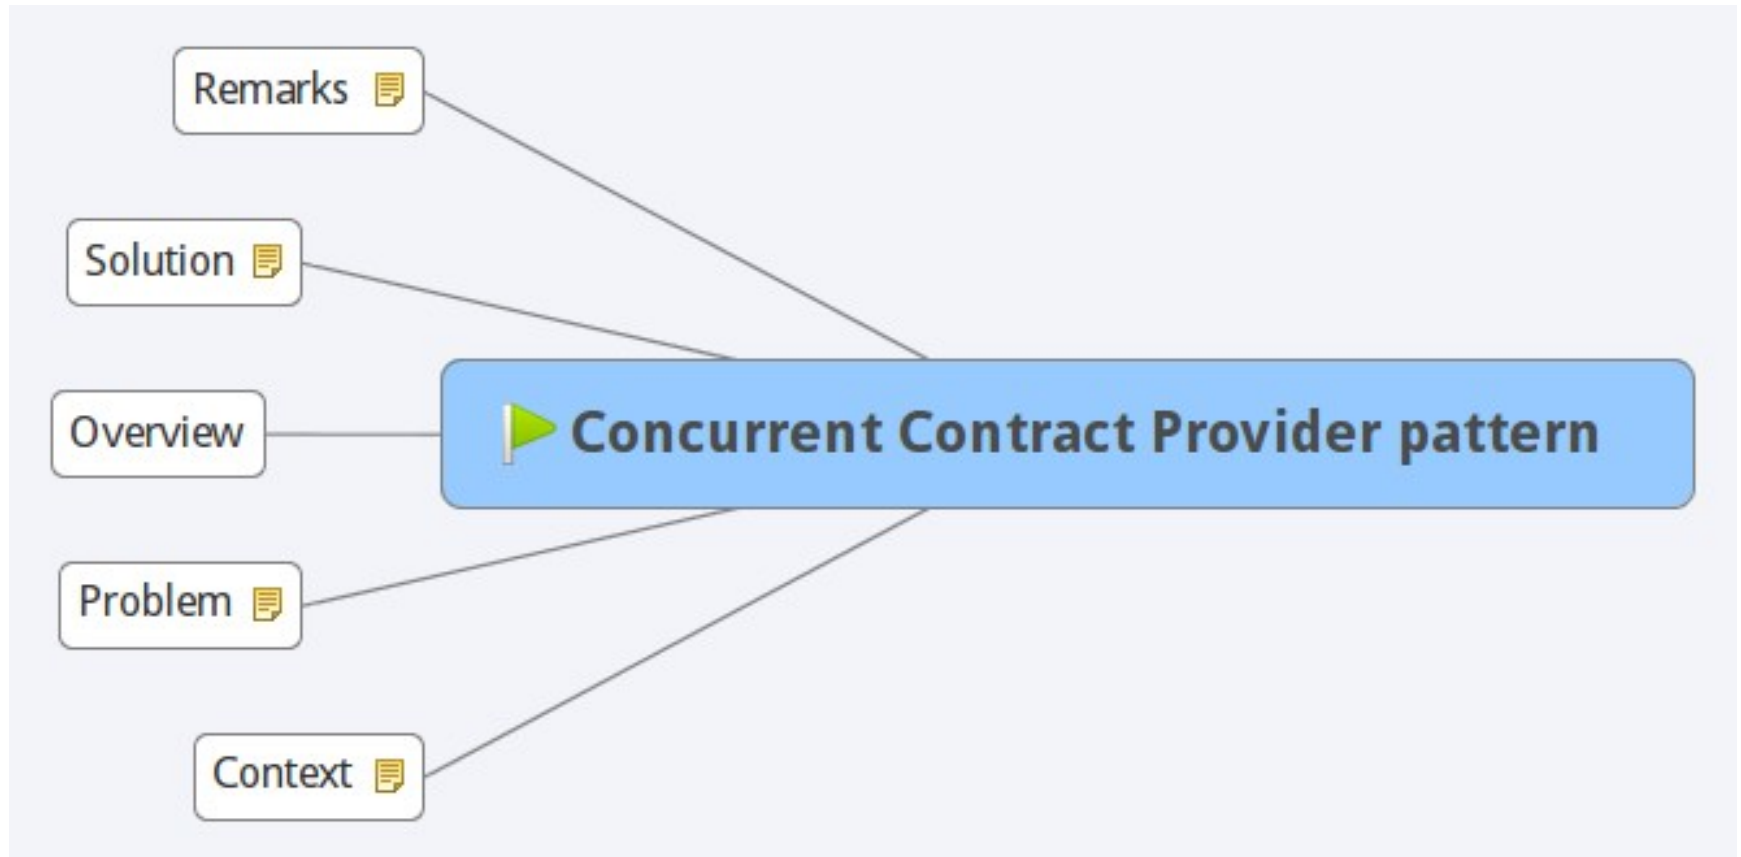 Remarks
Solution
Overview
Concurrent Contract Provider pattern
Problem
Context